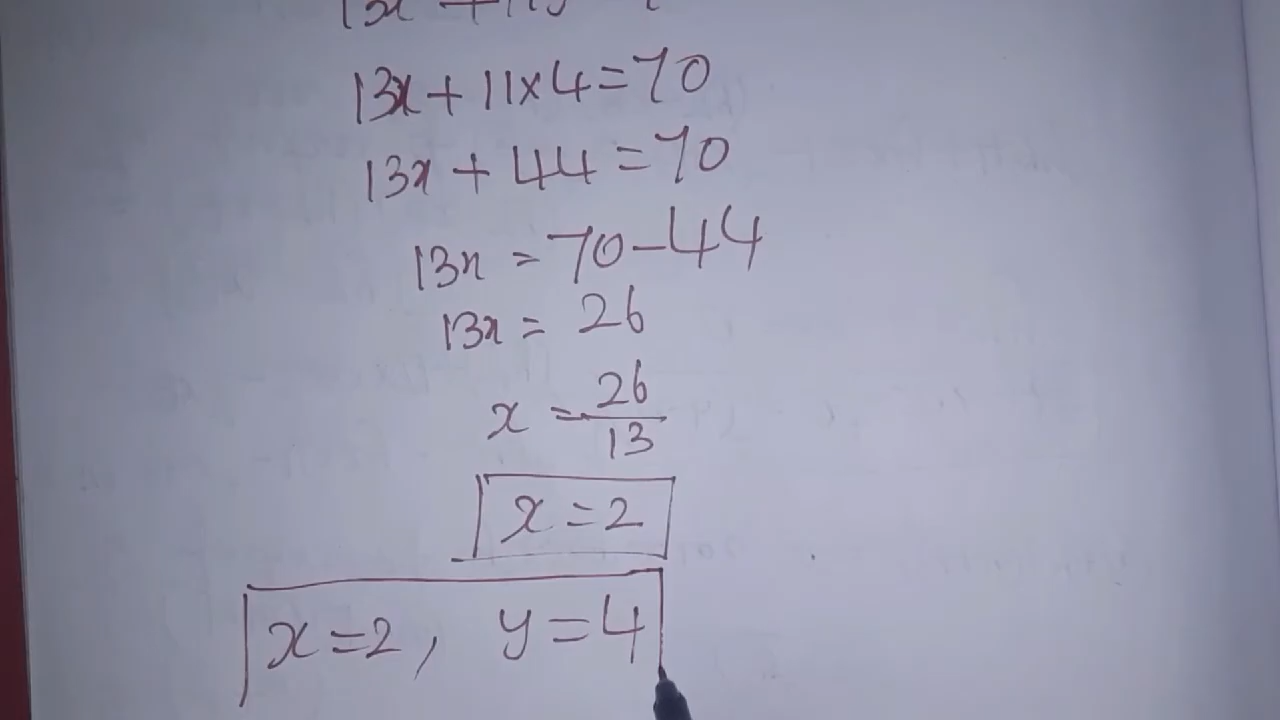 13x + 11×4 = 70
13x + 44 = 70
13x = 70 - 44
13x = 26
x = 26/13
x = 2
x = 2, y = 4